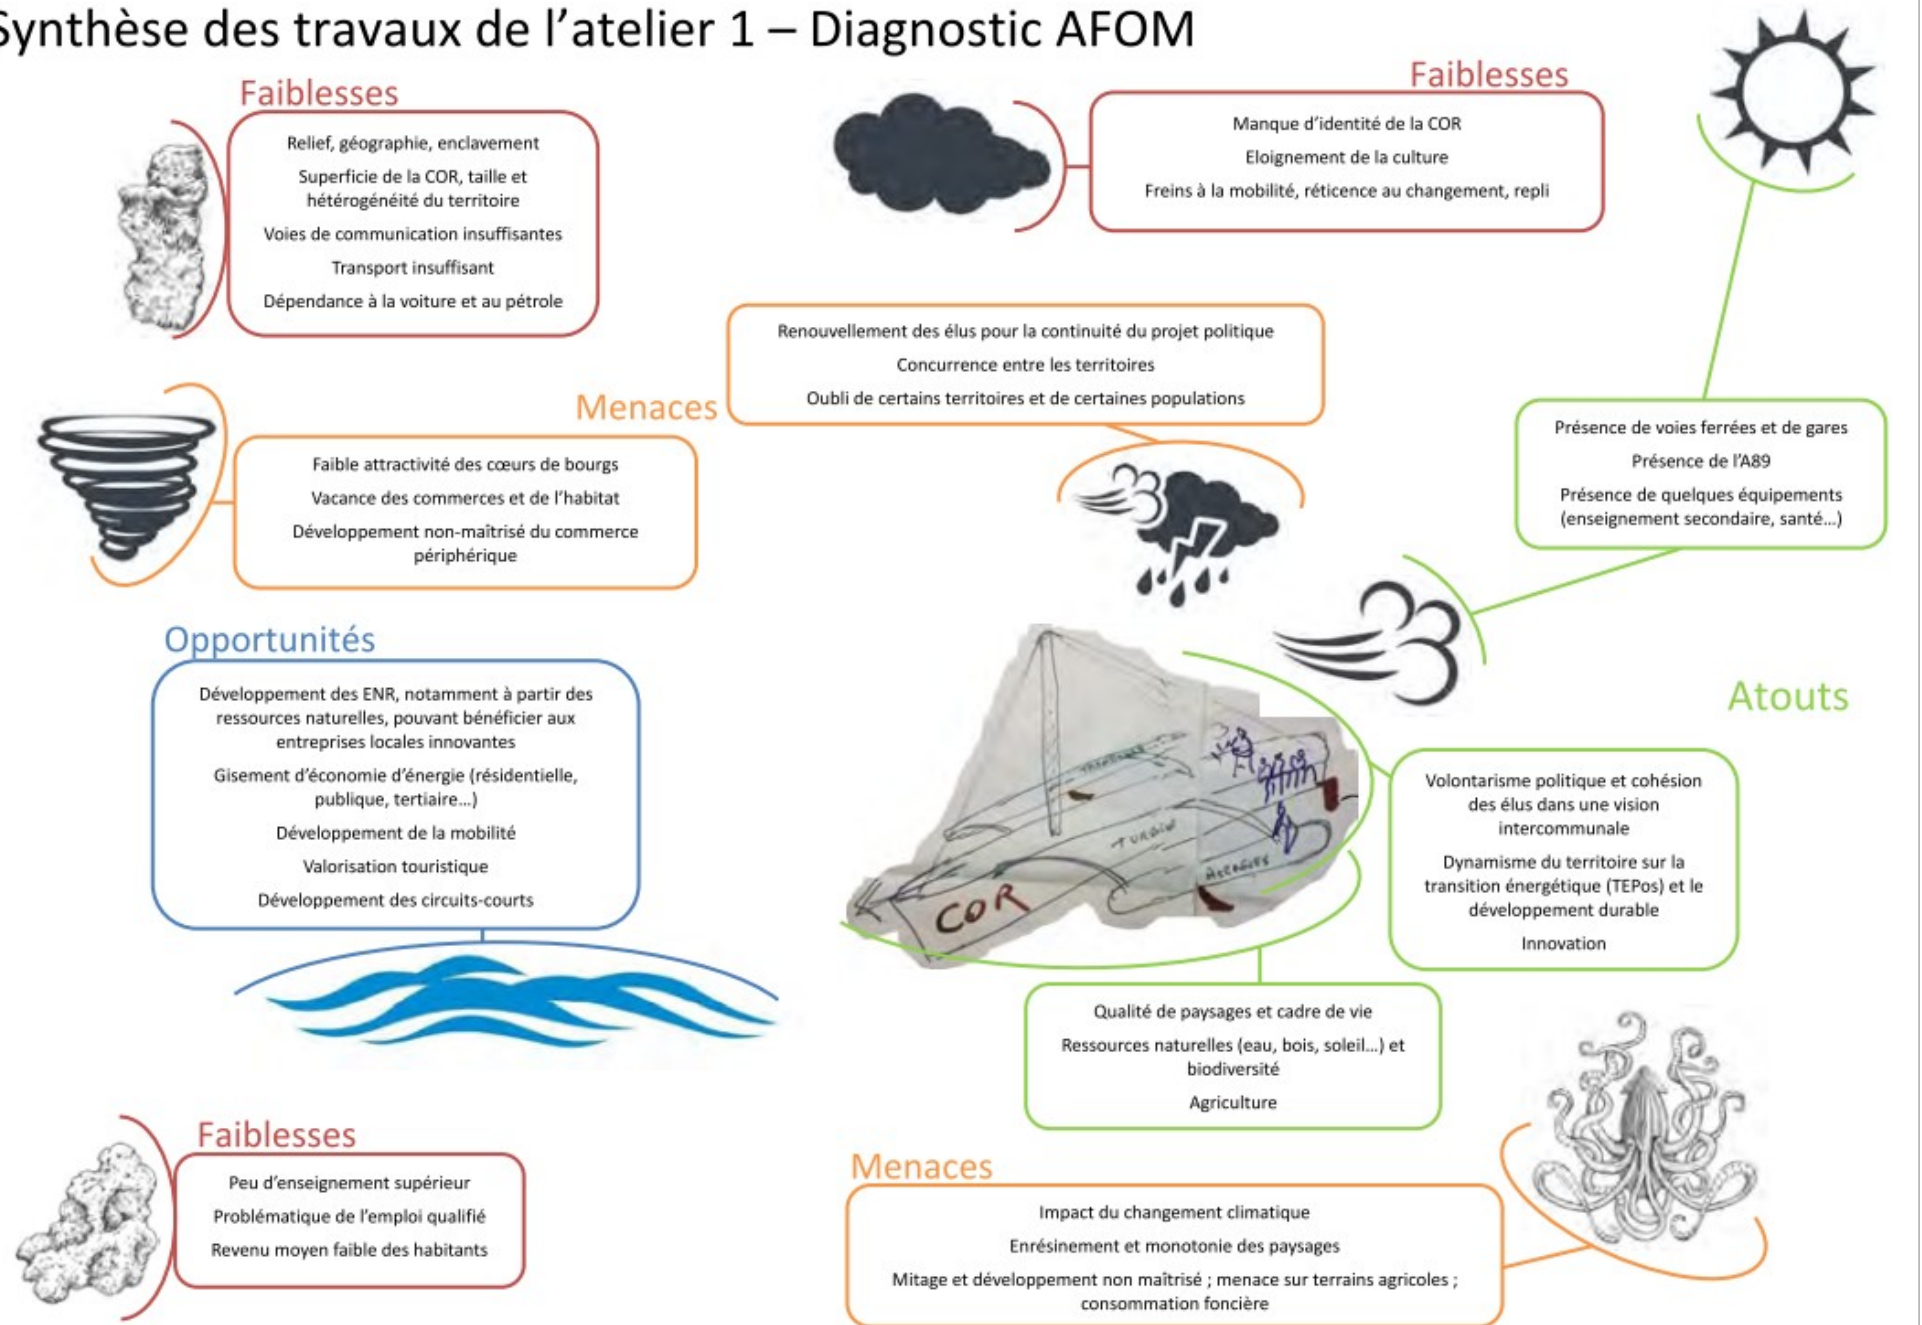 Synthèse des travaux de l'atelier 1 – Diagnostic AFOM
Faiblesses
Relief, géographie, enclavement
Superficie de la COR, taille et
hétérogénéité du territoire
Voies de communication insuffisantes
Transport insuffisant
Dépendance à la voiture et au pétrole
Faiblesses
Manque d'identité de la COR
Eloignement de la culture
Freins à la mobilité, réticence au changement, repli
Menaces
Renouvellement des élus pour la continuité du projet politique
Concurrence entre les territoires
Oubli de certains territoires et de certaines populations
Faible attractivité des cœurs de bourgs
Vacance des commerces et de l'habitat
Développement non-maîtrisé du commerce
périphérique
Présence de voies ferrées et de gares
Présence de l'A89
Présence de quelques équipements
(enseignement secondaire, santé…)
Opportunités
Développement des ENR, notamment à partir des
ressources naturelles, pouvant bénéficier aux
entreprises locales innovantes
Gisement d'économie d'énergie (résidentielle,
publique, tertiaire…)
Développement de la mobilité
Valorisation touristique
Développement des circuits-courts
COR
Atouts
Volontarisme politique et cohésion
des élus dans une vision
intercommunale
Dynamisme du territoire sur la
transition énergétique (TEPos) et le
développement durable
Innovation
Qualité de paysages et cadre de vie
Ressources naturelles (eau, bois, soleil…) et
biodiversité
Agriculture
Faiblesses
Peu d'enseignement supérieur
Problématique de l'emploi qualifié
Revenu moyen faible des habitants
Menaces
Impact du changement climatique
Enrésinement et monotonie des paysages
Mitage et développement non maîtrisé ; menace sur terrains agricoles ;
consommation foncière